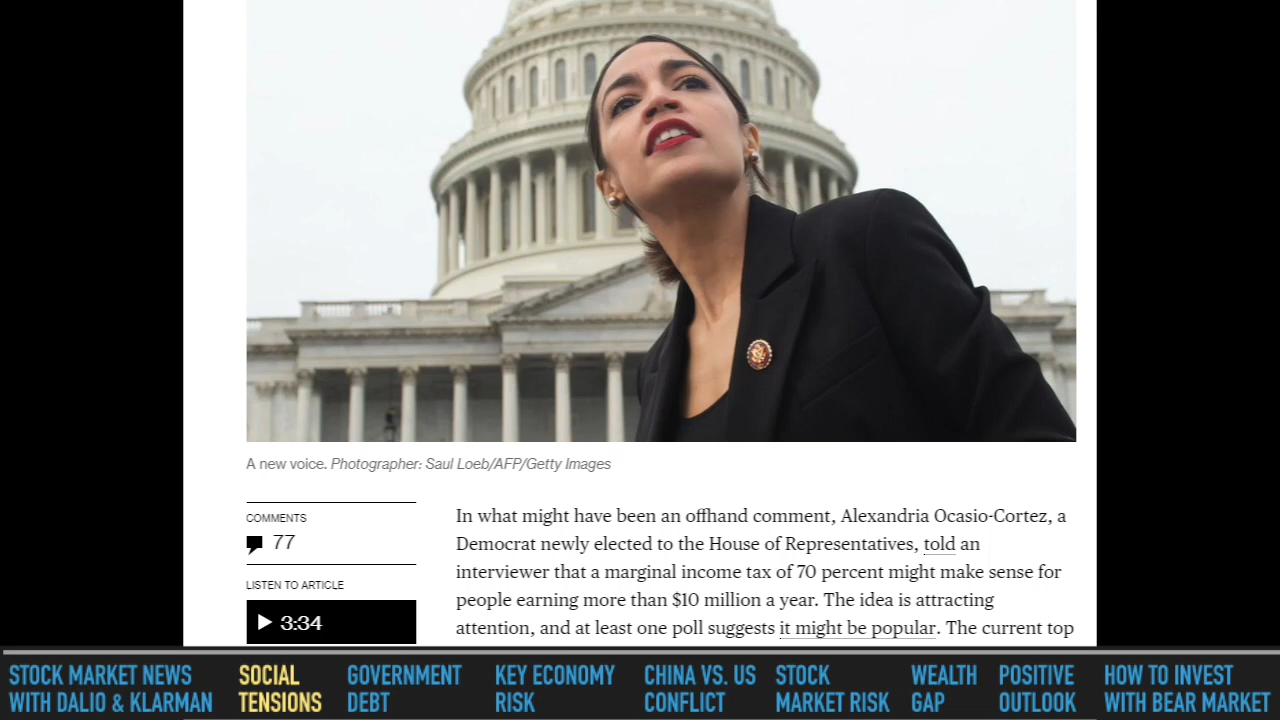 A new voice. Photographer: Saul Loeb/AFP/Getty Images
COMMENTS
77
LISTEN TO ARTICLE
3:34
In what might have been an offhand comment, Alexandria Ocasio-Cortez, a
Democrat newly elected to the House of Representatives, told an
interviewer that a marginal income tax of 70 percent might make sense for
people earning more than $10 million a year. The idea is attracting
attention, and at least one poll suggests it might be popular. The current top
STOCK MARKET NEWS
WITH DALIO & KLARMAN
SOCIAL
TENSIONS
GOVERNMENT
DEBT
KEY ECONOMY
RISK
CHINA VS. US
CONFLICT
STOCK
MARKET RISK
WEALTH
GAP
POSITIVE
OUTLOOK
HOW TO INVEST
WITH BEAR MARKET